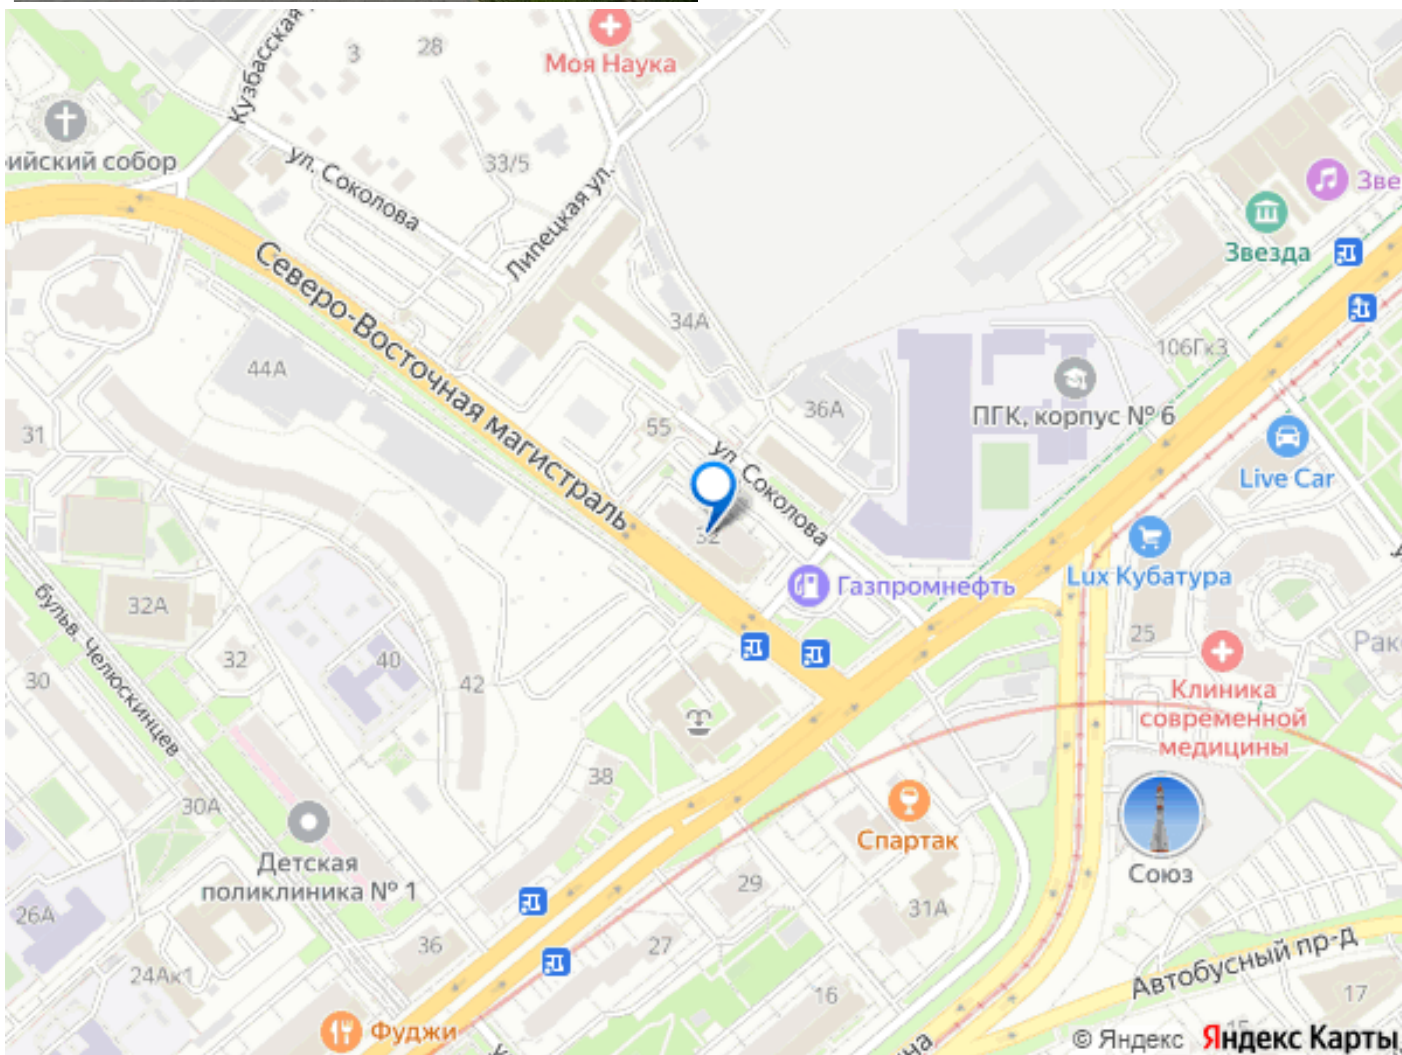 3
28
Моя Наука
Кузбасская
ийский собор
ул. Соколова
33/5
Липецкая ул.
Зве
Звезда
Северо-Восточная магистраль
34А
44А
106Гк3
36А
ПГК, корпус № 6
31
55
ул. Соколова
Live Car
32
Lux Кубатура
Газпромнефть
32А
бульв. Челюскинцев
25
Рак
32
40
30
42
Клиника
современной
медицины
38
30А
Спартак
Союз
Детская
поликлиника № 1
29
31А
26А
36
27
24Ак1
16
Автобусный пр-д
17
Фуджи
на
15
© Яндекс Яндекс Карты